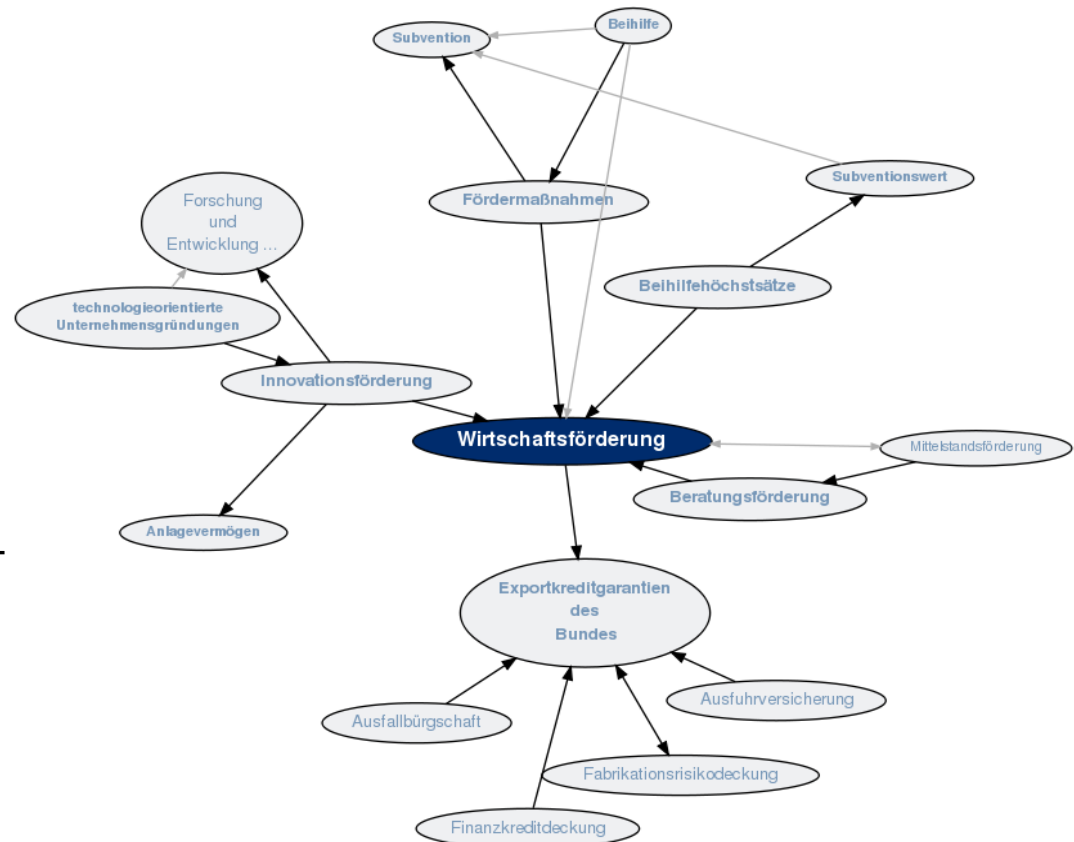 Beihilfe
Subvention
Subventionswert
Fördermaßnahmen
Forschung
und
Entwicklung ...
Beihilfehöchstsätze
technologieorientierte
Unternehmensgründungen
Innovationsförderung
Wirtschaftsförderung
Mittelstandsförderung
Beratungsförderung
Anlagevermögen
Exportkreditgarantien
des
Bundes
Ausfuhrversicherung
Ausfallbürgschaft
Fabrikationsrisikodeckung
Finanzkreditdeckung